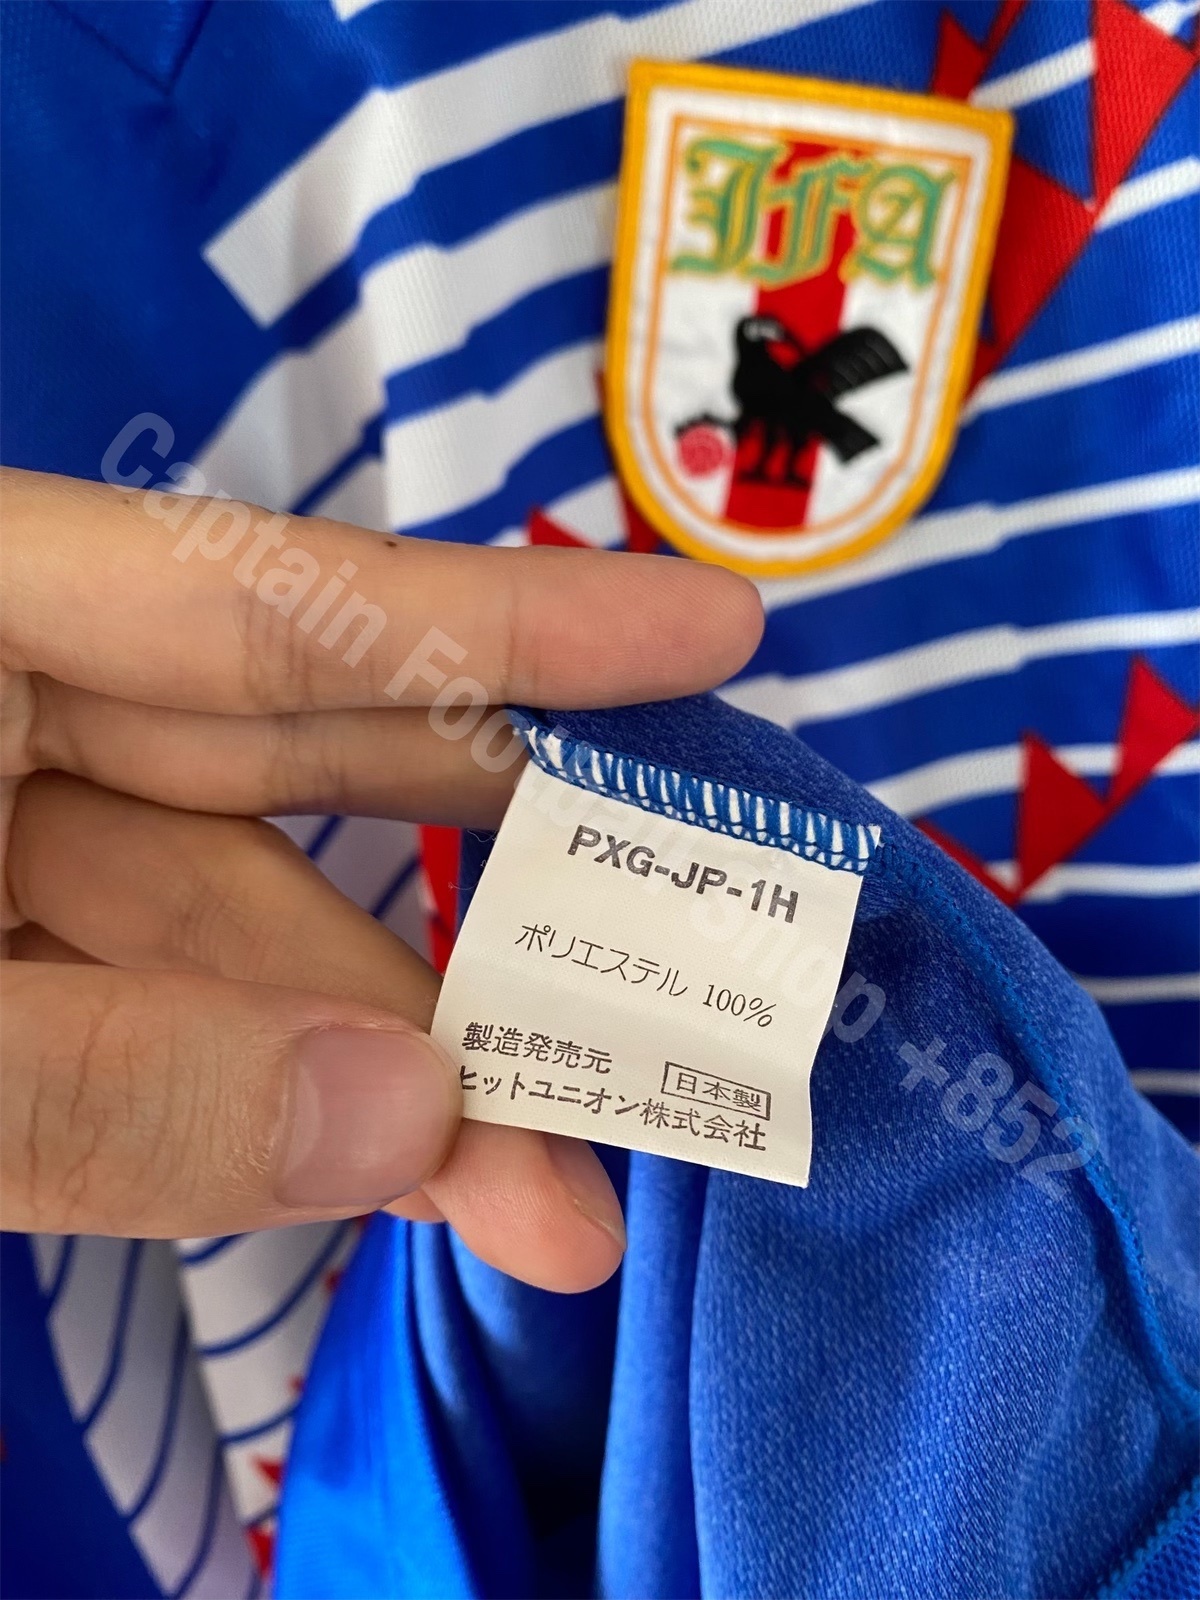 JFA
PXG-JP-1H
ポリエステル 100%
製造発売元
日本製
ヒットユニオン株式会社
Captain Football Shop +852